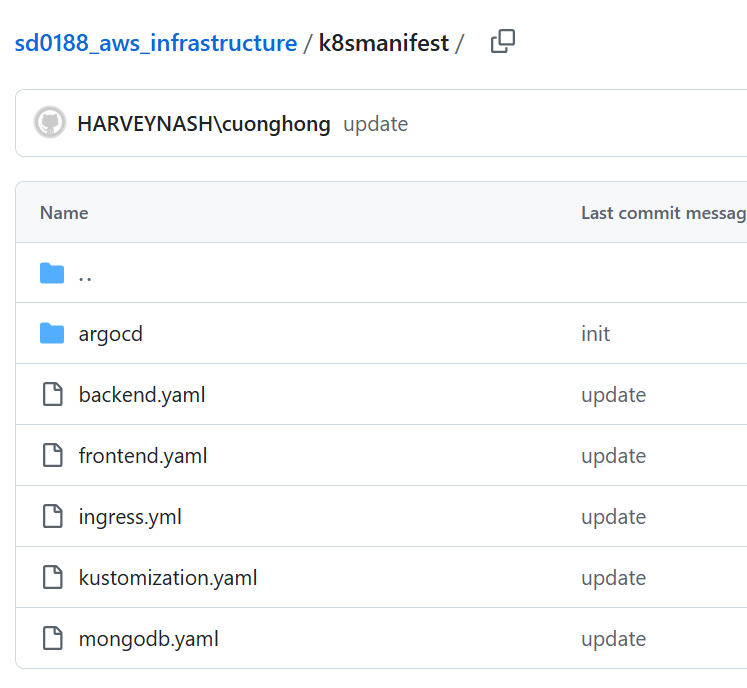 sd0188_aws_infrastructure / k8smanifest /
HARVEYNASH\cuonghong update
Name Last commit messag
..
argocd init
backend.yaml update
frontend.yaml update
ingress.yml update
kustomization.yaml update
mongodb.yaml update